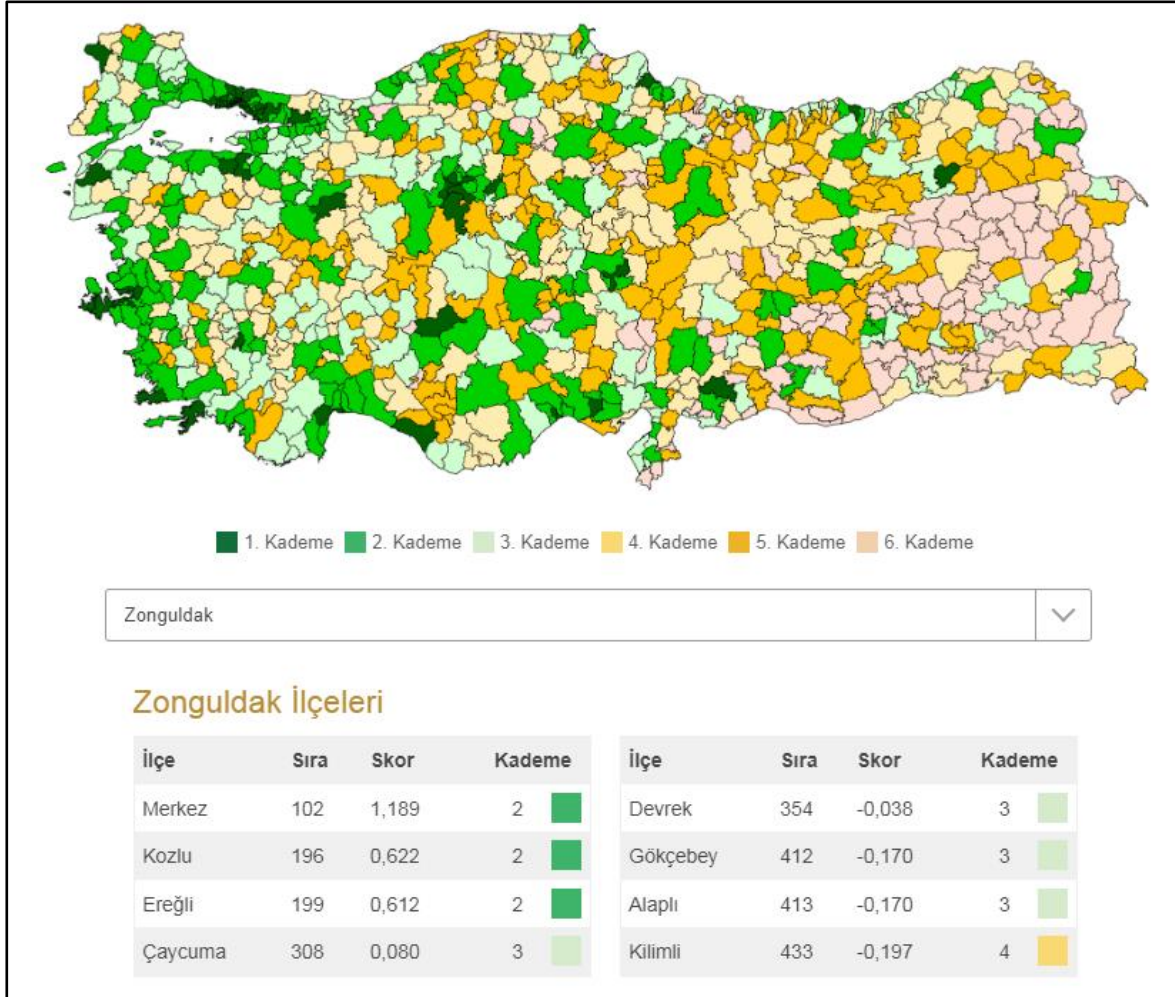 1. Kademe 2. Kademe 3. Kademe 4. Kademe 5. Kademe 6. Kademe
Zonguldak
Zonguldak İlçeleri
İlçe Sıra Skor Kademe
Merkez 102 1,189 2
Kozlu 196 0,622 2
Ereğli 199 0,612 2
Çaycuma 308 0,080 3
İlçe Sıra Skor Kademe
Devrek 354 -0,038 3
Gökçebey 412 -0,170 3
Alaplı 413 -0,170 3
Kilimli 433 -0,197 4